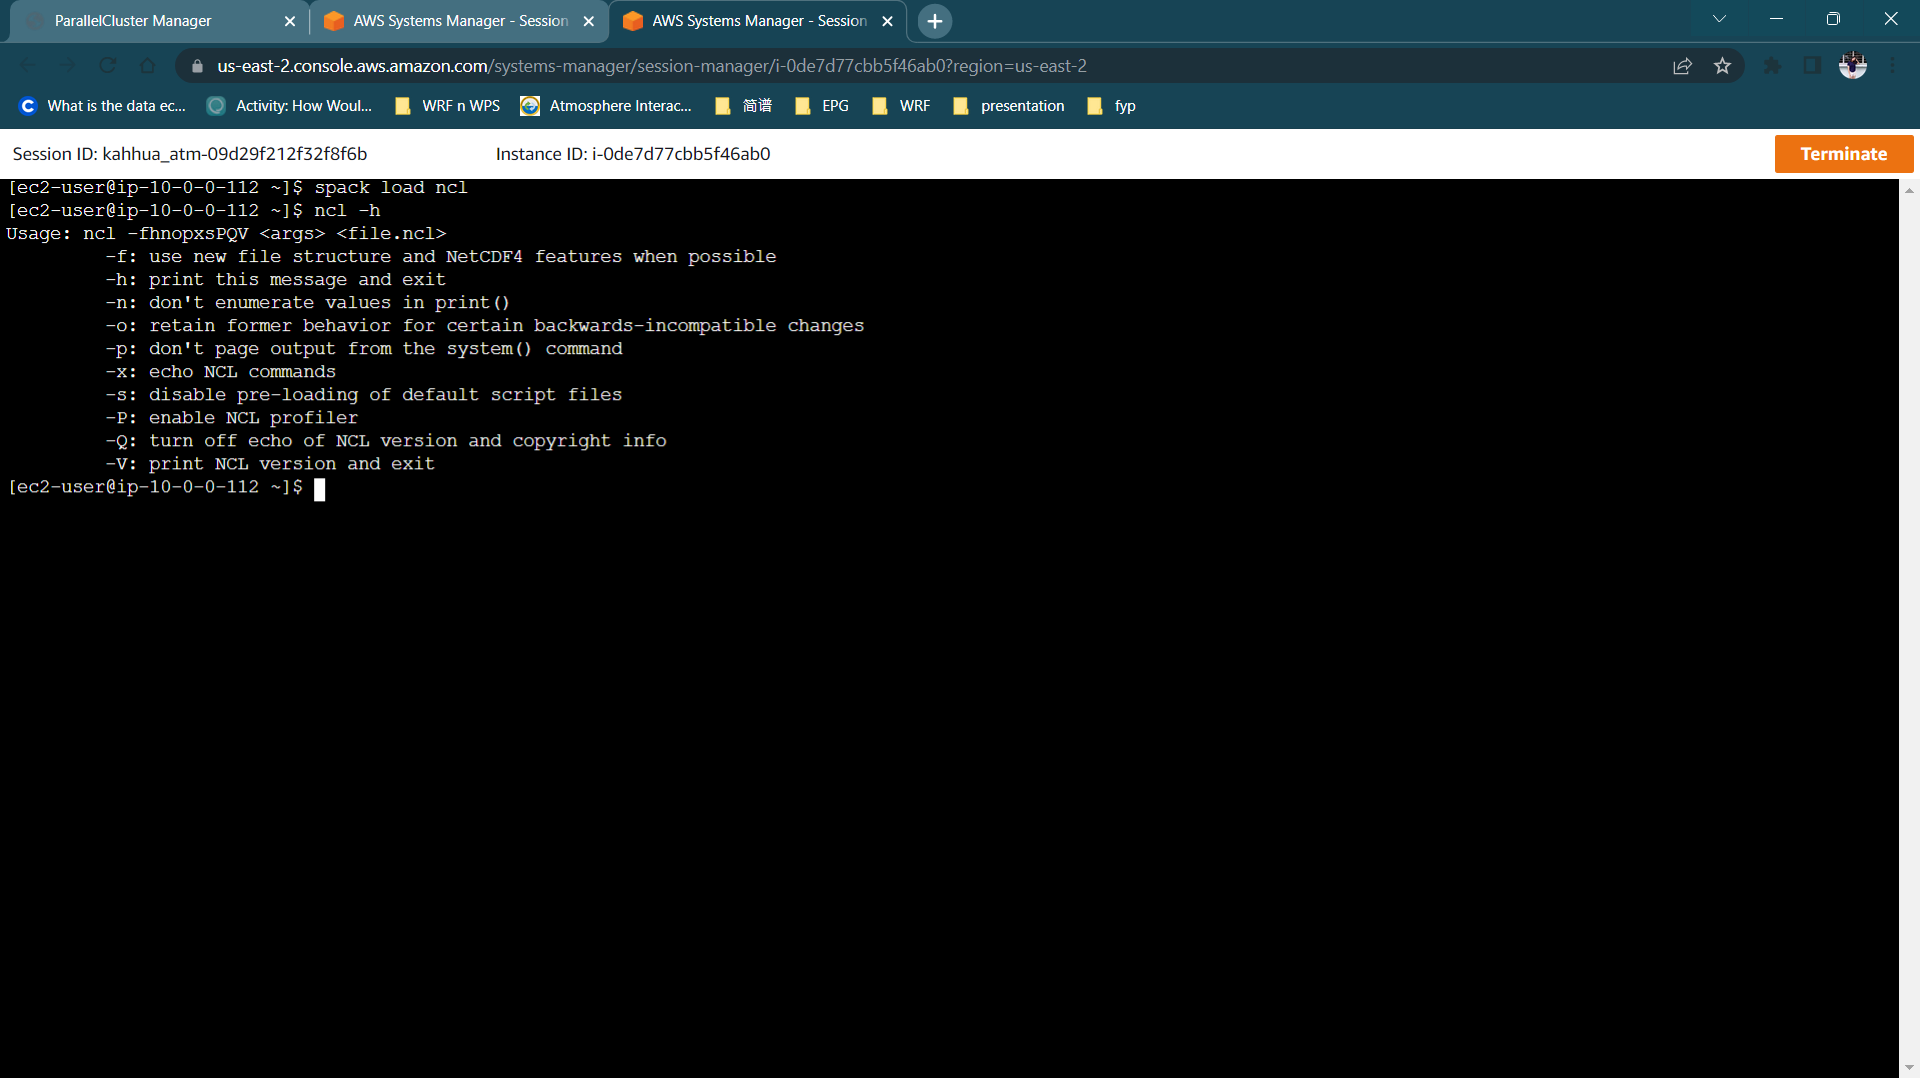 ParallelCluster Manager
AWS Systems Manager - Session
AWS Systems Manager - Session
us-east-2.console.aws.amazon.com/systems-manager/session-manager/i-0de7d77cbb5f46ab0?region=us-east-2
What is the data ec... Activity: How Woul... WRF n WPS Atmosphere Interac... 简谱 EPG WRF presentation fyp
Session ID: kahhua_atm-09d29f212f32f8f6b Instance ID: i-0de7d77cbb5f46ab0 Terminate
[ec2-user@ip-10-0-0-112 ~]$ spack load ncl
[ec2-user@ip-10-0-0-112 ~]$ ncl -h
Usage: ncl -fhnopxsPQV <args> <file.ncl>
-f: use new file structure and NetCDF4 features when possible
-h: print this message and exit
-n: don't enumerate values in print()
-o: retain former behavior for certain backwards-incompatible changes
-p: don't page output from the system() command
-x: echo NCL commands
-s: disable pre-loading of default script files
-P: enable NCL profiler
-Q: turn off echo of NCL version and copyright info
-V: print NCL version and exit
[ec2-user@ip-10-0-0-112 ~]$